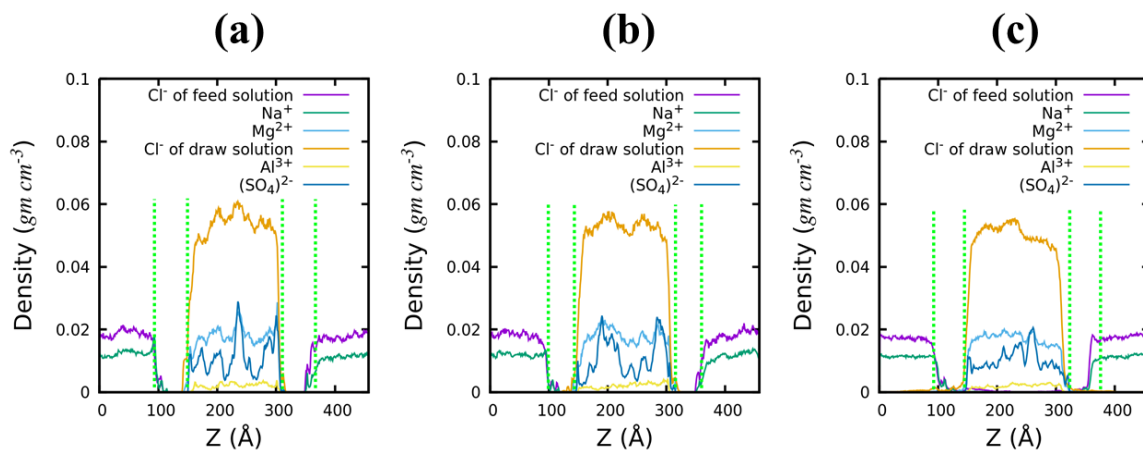 (a)
Density (gm cm⁻³)
0.1
0.08
0.06
0.04
0.02
0
Cl⁻ of feed solution
Na⁺
Mg²⁺
Cl⁻ of draw solution
Al³⁺
(SO₄)²⁻
0 100 200 300 400
Z (Å)
(b)
Density (gm cm⁻³)
0.1
0.08
0.06
0.04
0.02
0
Cl⁻ of feed solution
Na⁺
Mg²⁺
Cl⁻ of draw solution
Al³⁺
(SO₄)²⁻
0 100 200 300 400
Z (Å)
(c)
Density (gm cm⁻³)
0.1
0.08
0.06
0.04
0.02
0
Cl⁻ of feed solution
Na⁺
Mg²⁺
Cl⁻ of draw solution
Al³⁺
(SO₄)²⁻
0 100 200 300 400
Z (Å)